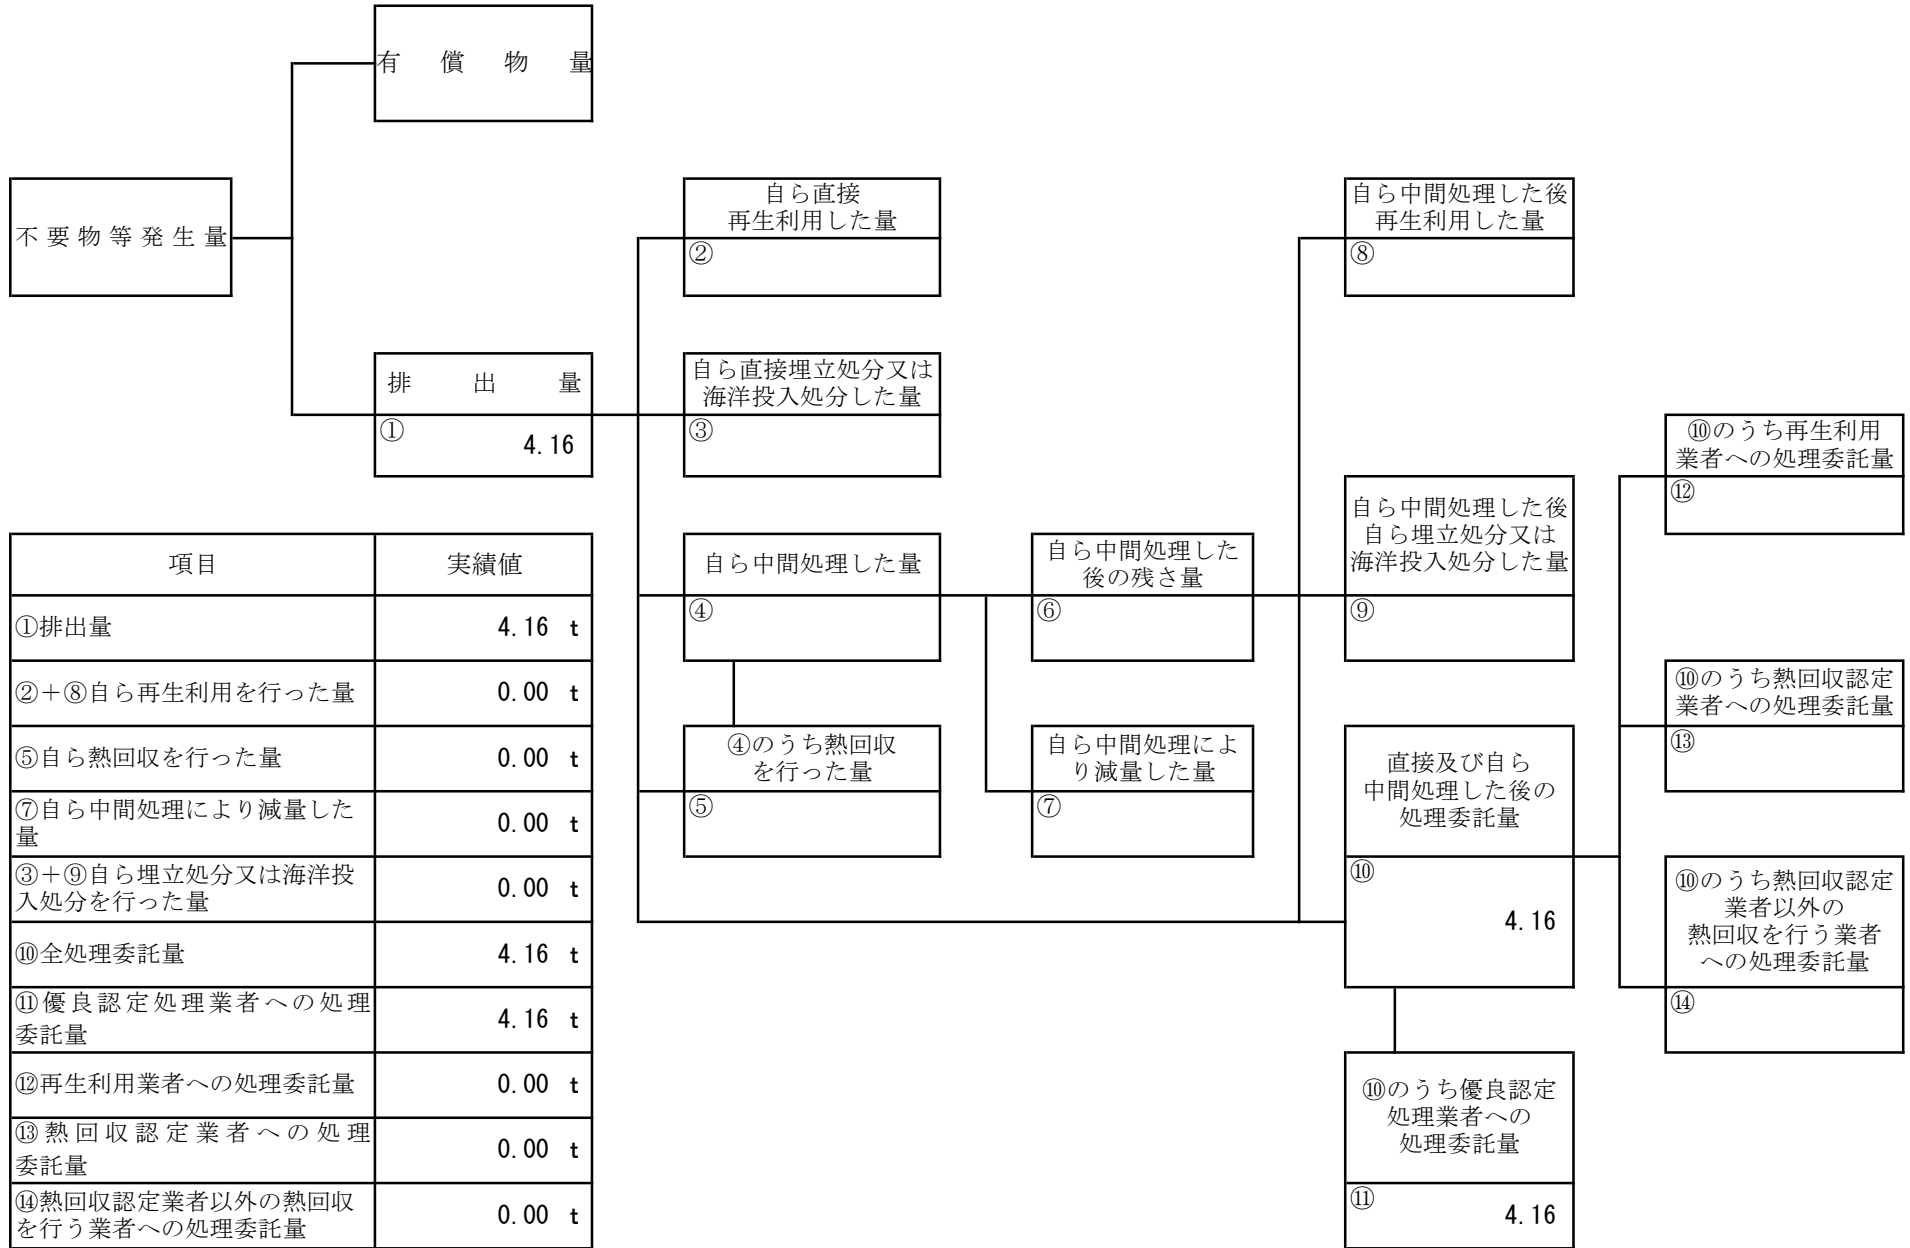 有償物量
不要物等発生量
自ら直接
再生利用した量
②
自ら中間処理した後
再生利用した量
⑧
排出量
①
4.16
自ら直接埋立処分又は
海洋投入処分した量
③
⑩のうち再生利用
業者への処理委託量
⑫
自ら中間処理した量
④
自ら中間処理した
後の残さ量
⑥
自ら中間処理した後
自ら埋立処分又は
海洋投入処分した量
⑨
⑩のうち熱回収認定
業者への処理委託量
⑬
④のうち熱回収
を行った量
⑤
自ら中間処理によ
り減量した量
⑦
直接及び自ら
中間処理した後の
処理委託量
⑩
4.16
⑩のうち熱回収認定
業者以外の
熱回収を行う業者
への処理委託量
⑭
⑩のうち優良認定
処理業者への
処理委託量
⑪
4.16
項目 実績値
①排出量 4.16 t
②+⑧自ら再生利用を行った量 0.00 t
⑤自ら熱回収を行った量 0.00 t
⑦自ら中間処理により減量した
量 0.00 t
③+⑨自ら埋立処分又は海洋投
入処分を行った量 0.00 t
⑩全処理委託量 4.16 t
⑪優良認定処理業者への処理
委託量 4.16 t
⑫再生利用業者への処理委託量 0.00 t
⑬熱回収認定業者への処理
委託量 0.00 t
⑭熱回収認定業者以外の熱回収
を行う業者への処理委託量 0.00 t